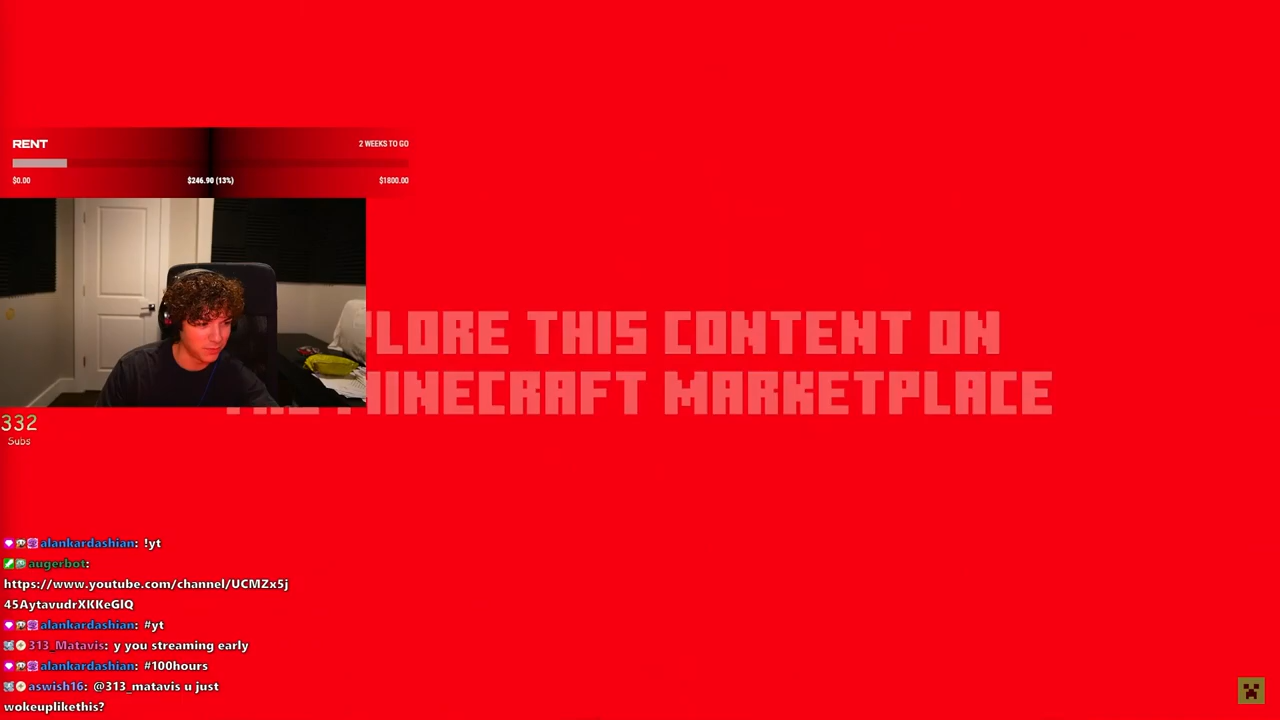 RENT
2 WEEKS TO GO
$0.00
$246.90 (13%)
$1800.00
LORE THIS CONTENT ON
MINECRAFT MARKETPLACE
332
Subs
alankardashian: !yt
augerbot:
https://www.youtube.com/channel/UCMZx5j
45AytavudrXKKeGlQ
alankardashian: #yt
313_Matavis: y you streaming early
alankardashian: #100hours
aswish16: @313_matavis u just
wokeuplikethis?